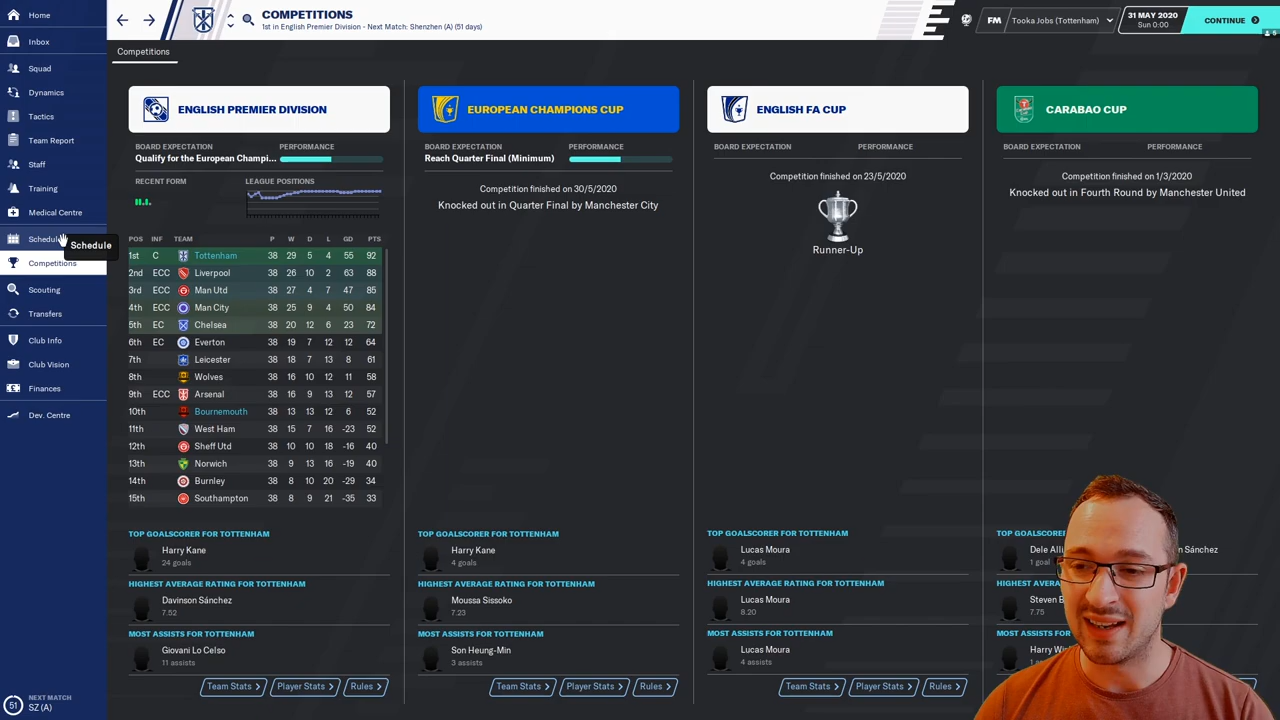 Home
Inbox
Squad
Dynamics
Tactics
Team Report
Staff
Training
Medical Centre
Schedule
Competitions
Scouting
Transfers
Club Info
Club Vision
Finances
Dev. Centre
51
NEXT MATCH
SZ (A)
COMPETITIONS
1st in English Premier Division - Next Match: Shenzhen (A) (51 days)
FM
Tooka Jobs (Tottenham)
31 MAY 2020
Sun 0:00
CONTINUE
Competitions
ENGLISH PREMIER DIVISION
BOARD EXPECTATION PERFORMANCE
Qualify for the European Champi...
RECENT FORM LEAGUE POSITIONS
POS INF TEAM P W D L GD PTS
1st C Tottenham 38 29 5 4 55 92
2nd ECC Liverpool 38 26 10 2 63 88
3rd ECC Man Utd 38 27 4 7 47 85
4th ECC Man City 38 25 9 4 50 84
5th EC Chelsea 38 20 12 6 23 72
6th EC Everton 38 19 7 12 12 64
7th Leicester 38 18 7 13 8 61
8th Wolves 38 16 10 12 11 58
9th ECC Arsenal 38 16 9 13 12 57
10th Bournemouth 38 13 13 12 6 52
11th West Ham 38 15 7 16 -23 52
12th Sheff Utd 38 10 10 18 -16 40
13th Norwich 38 9 13 16 -19 40
14th Burnley 38 8 10 20 -29 34
15th Southampton 38 8 9 21 -35 33
TOP GOALSCORER FOR TOTTENHAM
Harry Kane
24 goals
HIGHEST AVERAGE RATING FOR TOTTENHAM
Davinson Sánchez
7.52
MOST ASSISTS FOR TOTTENHAM
Giovani Lo Celso
11 assists
Team Stats Player Stats Rules
EUROPEAN CHAMPIONS CUP
BOARD EXPECTATION PERFORMANCE
Reach Quarter Final (Minimum)
Competition finished on 30/5/2020
Knocked out in Quarter Final by Manchester City
TOP GOALSCORER FOR TOTTENHAM
Harry Kane
4 goals
HIGHEST AVERAGE RATING FOR TOTTENHAM
Moussa Sissoko
7.23
MOST ASSISTS FOR TOTTENHAM
Son Heung-Min
3 assists
Team Stats Player Stats Rules
ENGLISH FA CUP
BOARD EXPECTATION PERFORMANCE
Competition finished on 23/5/2020
Runner-Up
TOP GOALSCORER FOR TOTTENHAM
Lucas Moura
4 goals
HIGHEST AVERAGE RATING FOR TOTTENHAM
Lucas Moura
8.20
MOST ASSISTS FOR TOTTENHAM
Lucas Moura
4 assists
Team Stats Player Stats Rules
CARABAO CUP
BOARD EXPECTATION PERFORMANCE
Competition finished on 1/3/2020
Knocked out in Fourth Round by Manchester United
TOP
Dele Sánchez
1 goal
HIGHEST
Steven
7.75
MOST
Harry